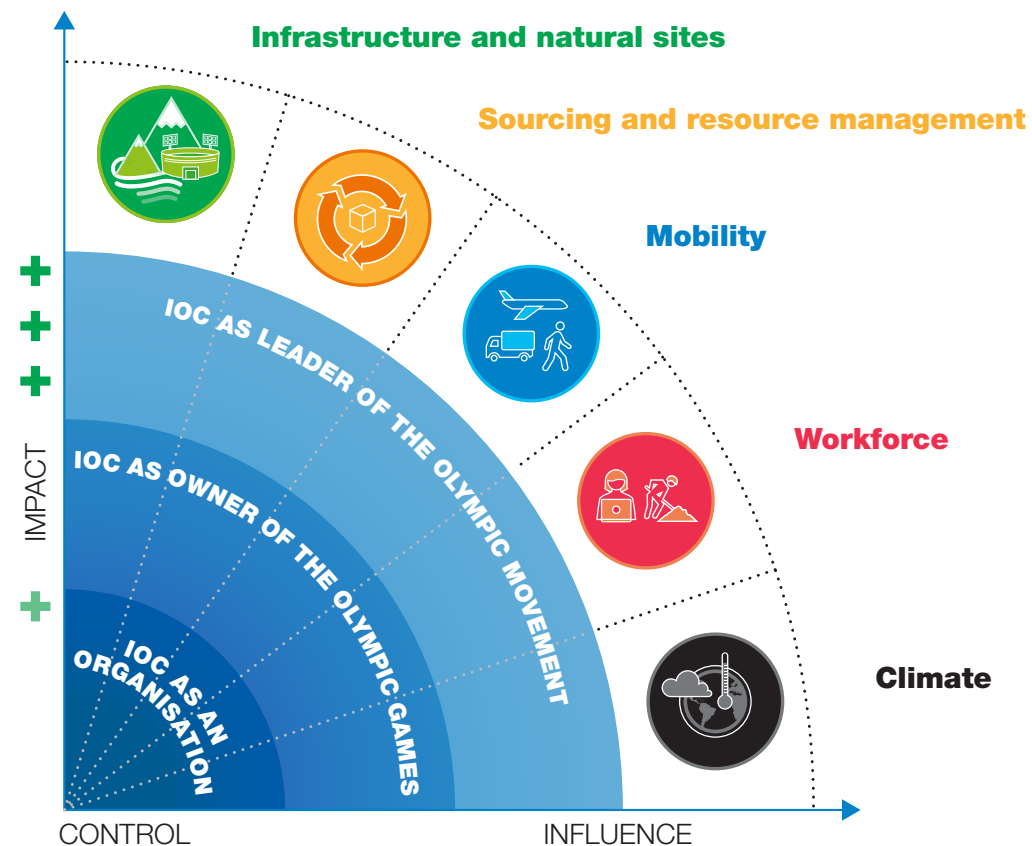 Infrastructure and natural sites
Sourcing and resource management
Mobility
Workforce
Climate
IOC AS LEADER OF THE OLYMPIC MOVEMENT
IOC AS OWNER OF THE OLYMPIC GAMES
IOC AS AN
ORGANISATION
IMPACT
CONTROL
INFLUENCE